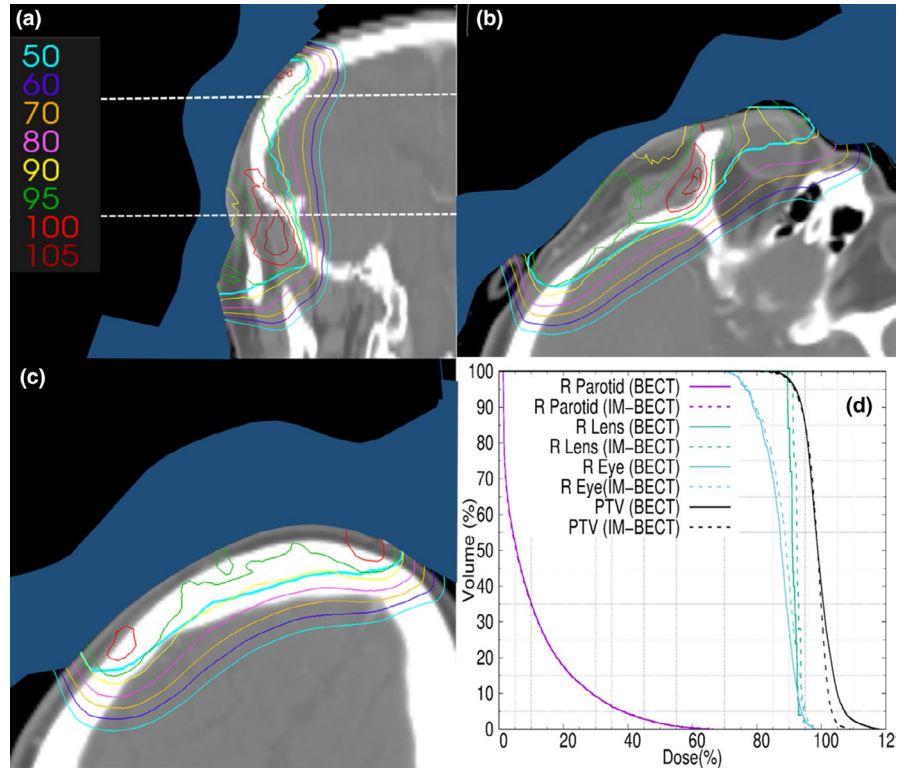 (a)
50
60
70
80
90
95
100
105
(b)
(c)
(d)
R Parotid (BECT)
R Parotid (IM-BECT)
R Lens (BECT)
R Lens (IM-BECT)
R Eye (BECT)
R Eye(IM-BECT)
PTV (BECT)
PTV (IM-BECT)
Volume (%)
100
90
80
70
60
50
40
30
20
10
0
0 20 40 60 80 100 12
Dose(%)